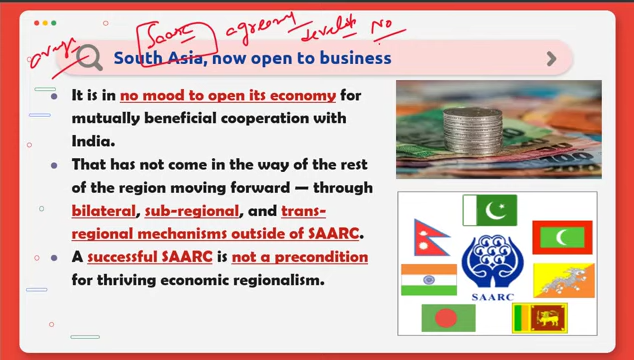 Saarc
agreement
develop
No
South Asia, now open to business
It is in no mood to open its economy for
mutually beneficial cooperation with
India.
That has not come in the way of the rest
of the region moving forward — through
bilateral, sub-regional, and trans-
regional mechanisms outside of SAARC.
A successful SAARC is not a precondition
for thriving economic regionalism.
SAARC